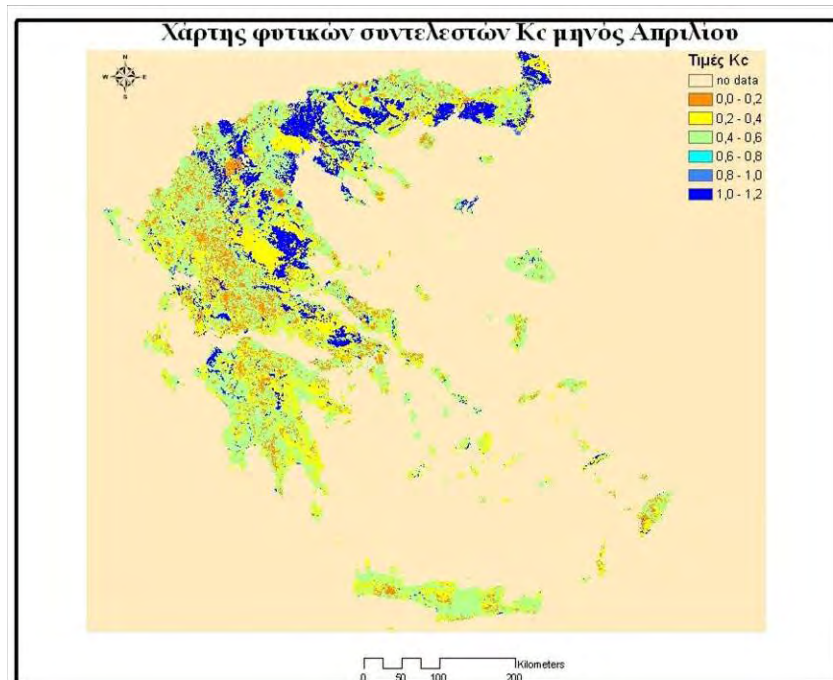 Χάρτης φυτικών συντελεστών Kc μηνός Απριλίου
N
W E
S
Τιμές Kc
no data
0,0 - 0,2
0,2 - 0,4
0,4 - 0,6
0,6 - 0,8
0,8 - 1,0
1,0 - 1,2
Kilometers
0 50 100 200